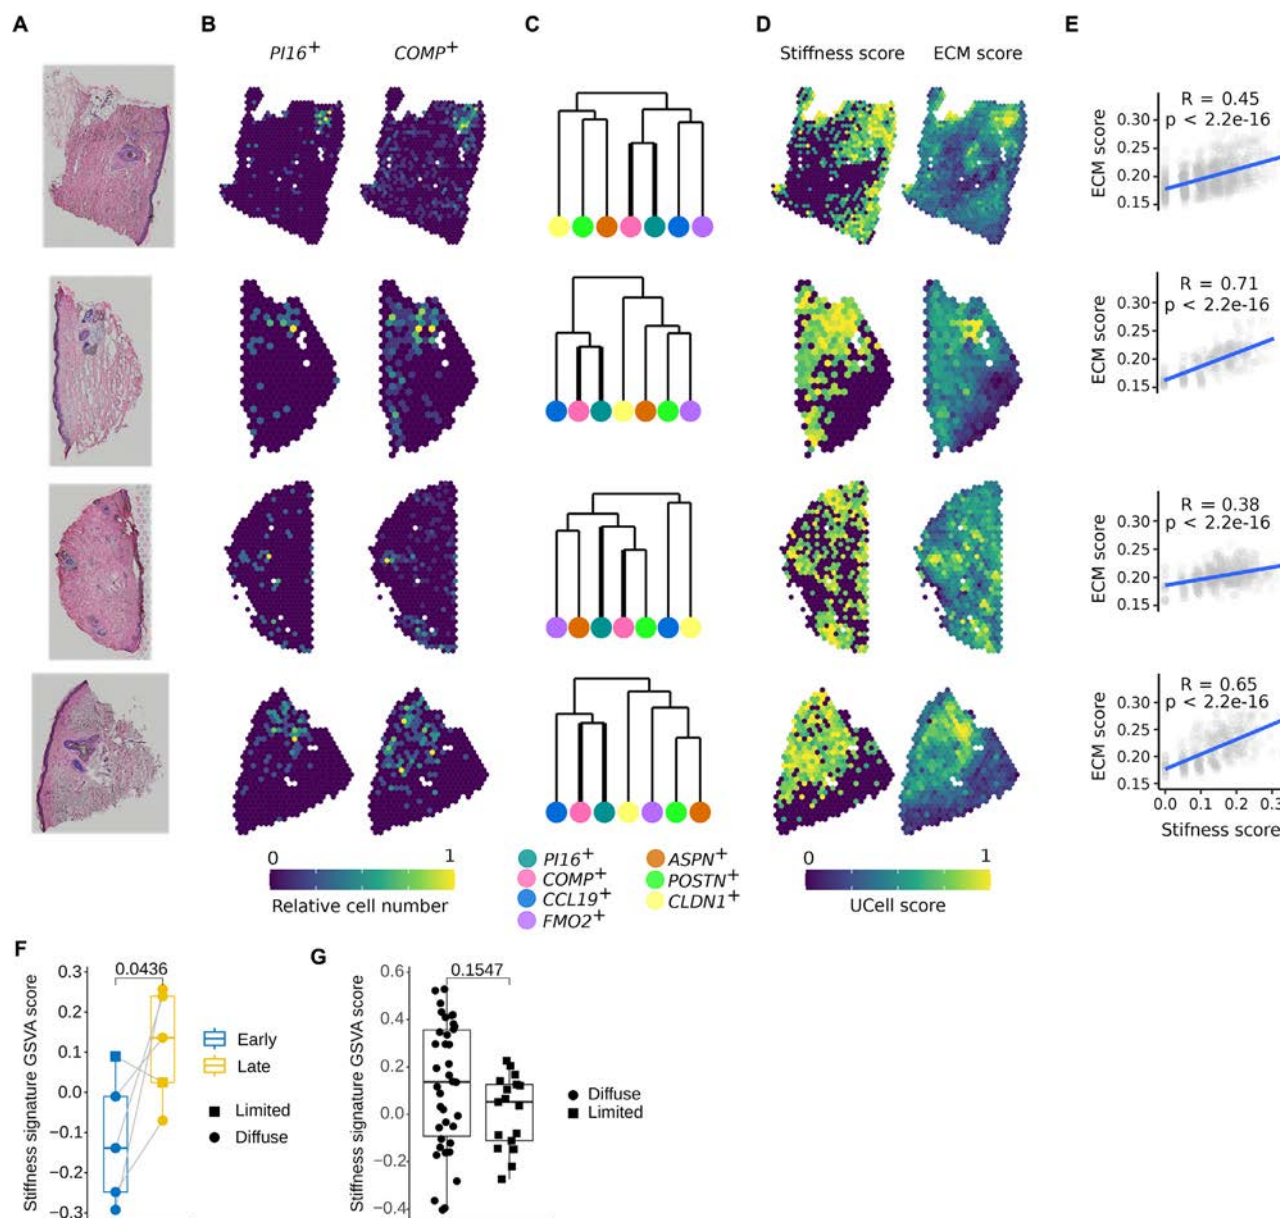 A
B
C
D
E
PI16+
COMP+
Stiffness score
ECM score
R = 0.45
p < 2.2e-16
ECM score
0.30
0.25
0.20
0.15
R = 0.71
p < 2.2e-16
ECM score
0.30
0.25
0.20
0.15
R = 0.38
p < 2.2e-16
ECM score
0.30
0.25
0.20
0.15
R = 0.65
p < 2.2e-16
ECM score
0.30
0.20
0.15
0.0 0.1 0.2 0.3
Stifness score
0 1
Relative cell number
PI16+
COMP+
CCL19+
FMO2+
ASPN+
POSTN+
CLDN1+
0 1
UCell score
F
Stiffness signature GSVA score
0.3
0.2
0.1
0.0
−0.1
−0.2
−0.3
0.0436
Early
Late
Limited
Diffuse
G
Stiffness signature GSVA score
0.6
0.4
0.2
0.0
−0.2
−0.4
0.1547
Diffuse
Limited